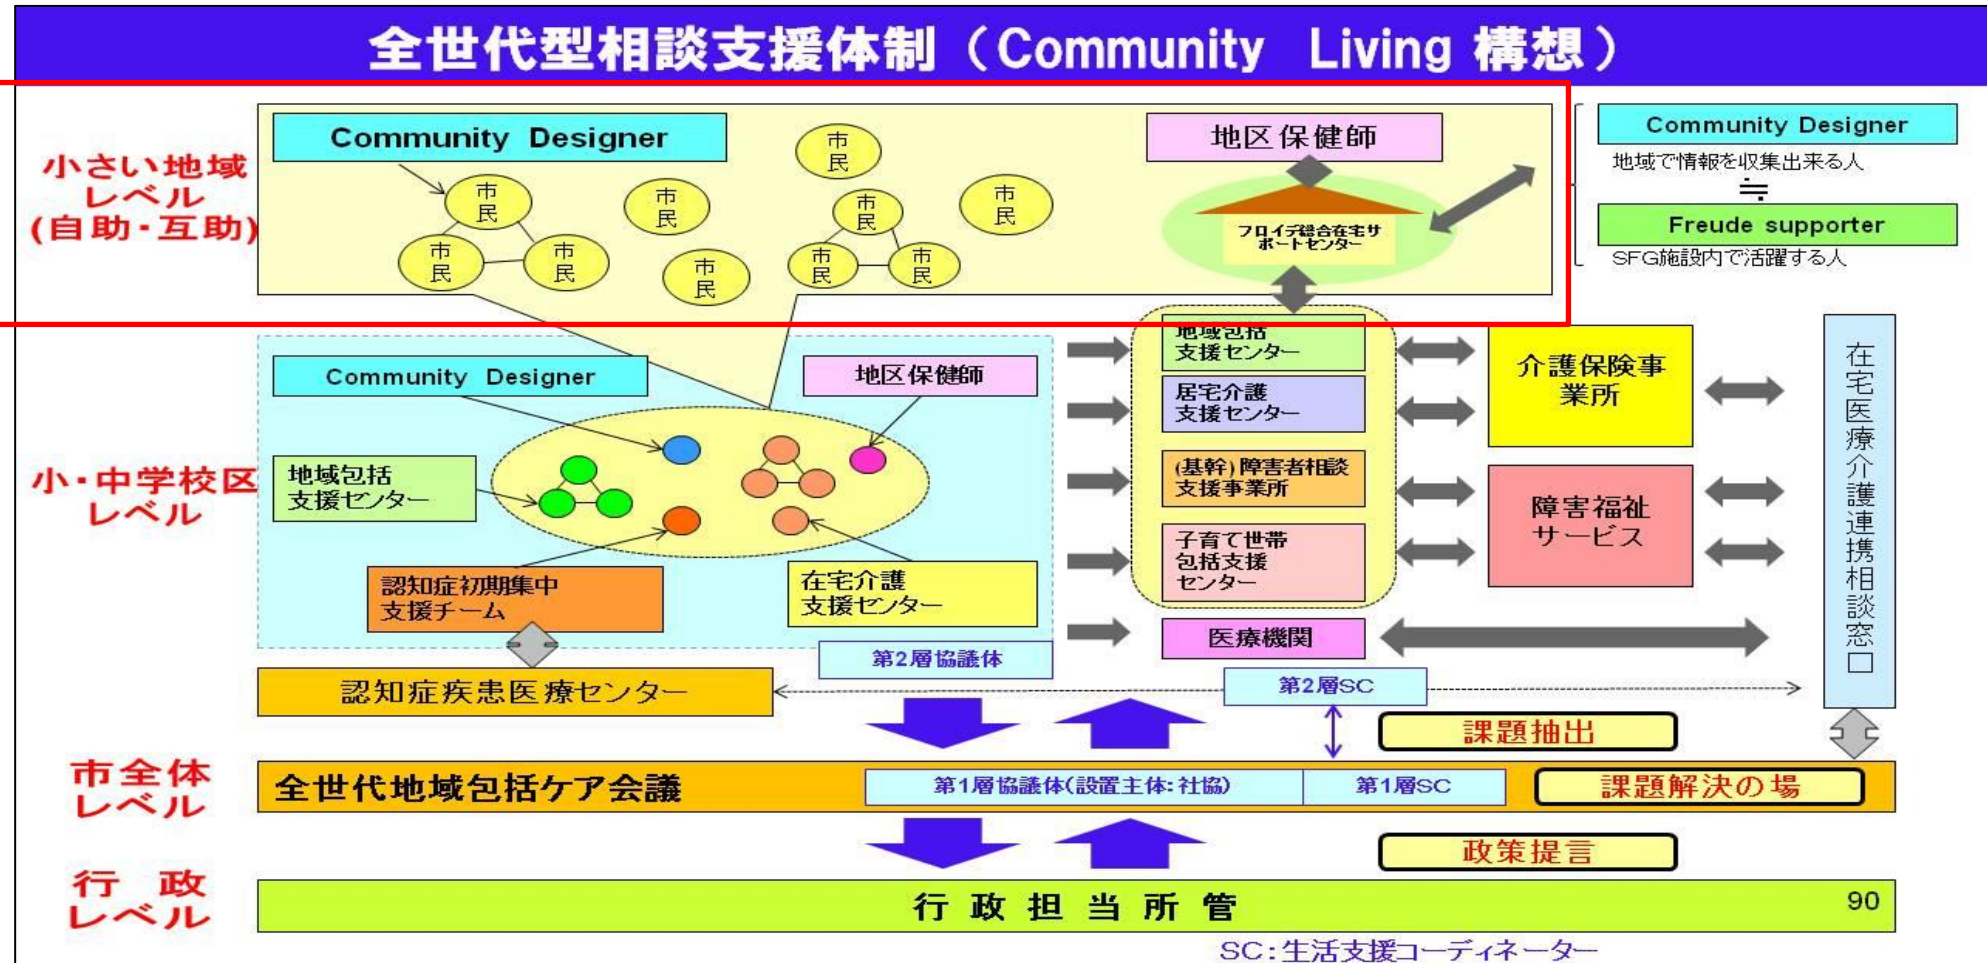 全世代型相談支援体制（Community Living 構想）
小さい地域
レベル
(自助・互助)
Community Designer
市
民
市
民
市
民
市
民
市
民
市
民
市
民
市
民
市
民
市
民
地区保健師
フロイデ総合在宅サ
ポートセンター
Community Designer
地域で情報を収集出来る人
≒
Freude supporter
SFG施設内で活躍する人
小・中学校区
レベル
Community Designer
地区保健師
地域包括
支援センター
認知症初期集中
支援チーム
在宅介護
支援センター
第2層協議体
地域包括
支援センター
居宅介護
支援センター
(基幹)障害者相談
支援事業所
子育て世帯
包括支援
センター
医療機関
介護保険事
業所
障害福祉
サービス
在宅医療介護連携相談窓口
認知症疾患医療センター
第2層SC
課題抽出
市全体
レベル
全世代地域包括ケア会議
第1層協議体(設置主体:社協)
第1層SC
課題解決の場
政策提言
行 政
レベル
行政担当所管
90
SC:生活支援コーディネーター